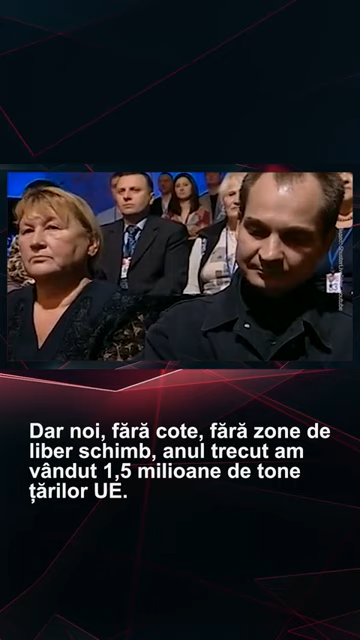 Dar noi, fără cote, fără zone de
liber schimb, anul trecut am
vândut 1,5 milioane de tone
țărilor UE.